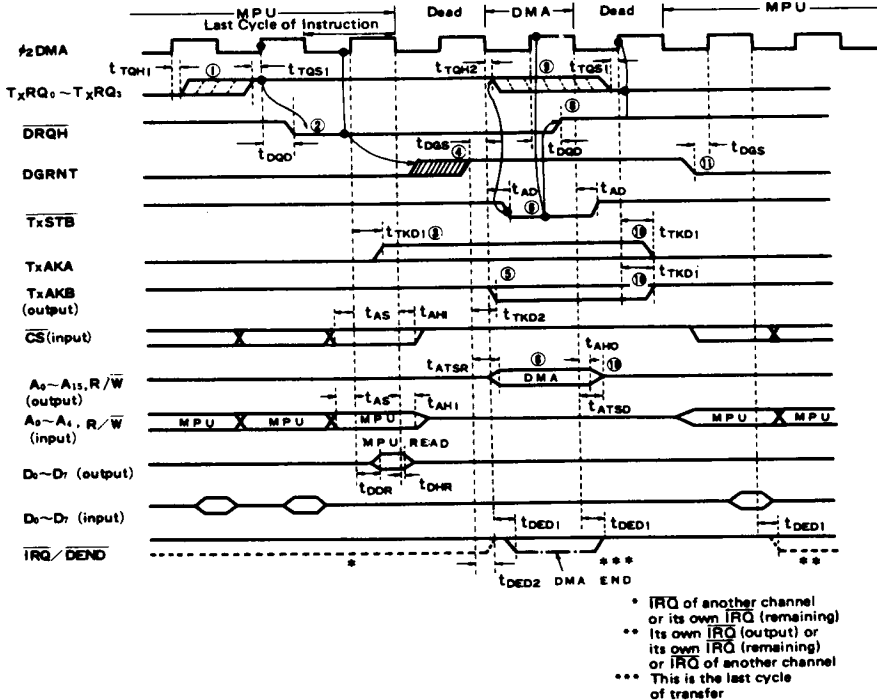 MPU Dead DMA Dead MPU
Last Cycle of Instruction
ϕ₂DMA
tTQH1 ① tTQS1 tTQH2 ⑨ tTQS1
TxRQ₀~TxRQ₃
DRQH ② ⑧
tDQD tDGS tDQD tDGS
DGRNT ④ ⑪
tAD tAD
TxSTB ⑥
tTKD1 ③ ⑩ tTKD1
TxAKA
tTKD1
TxAKB ⑤ ⑩
(output)
tAS tAH1 tTKD2
CS(input)
tAHO
tATSR ⑥ ⑩
A₀~A₁₅, R/W DMA
(output)
tAS tAH1 tATSD
A₀~A₄, R/W MPU MPU MPU MPU MPU
(input)
MPU READ
D₀~D₇ (output)
tDDR tDHR
D₀~D₇ (input)
tDED1 tDED1 tDED1
IRQ/DEND
* *** **
tDED2 DMA END
* IRQ of another channel
or its own IRQ (remaining)
** Its own IRQ (output) or
its own IRQ (remaining)
or IRQ of another channel
*** This is the last cycle
of transfer